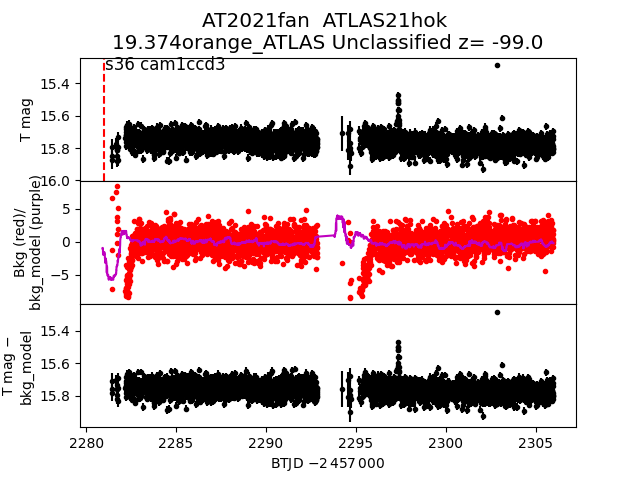 AT2021fan  ATLAS21hok
19.374orange_ATLAS Unclassified z= -99.0
s36 cam1ccd3
T mag
15.4
15.6
15.8
16.0
Bkg (red)/
bkg_model (purple)
5
0
−5
T mag −
bkg_model
15.4
15.6
15.8
2280
2285
2290
2295
2300
2305
BTJD −2 457 000